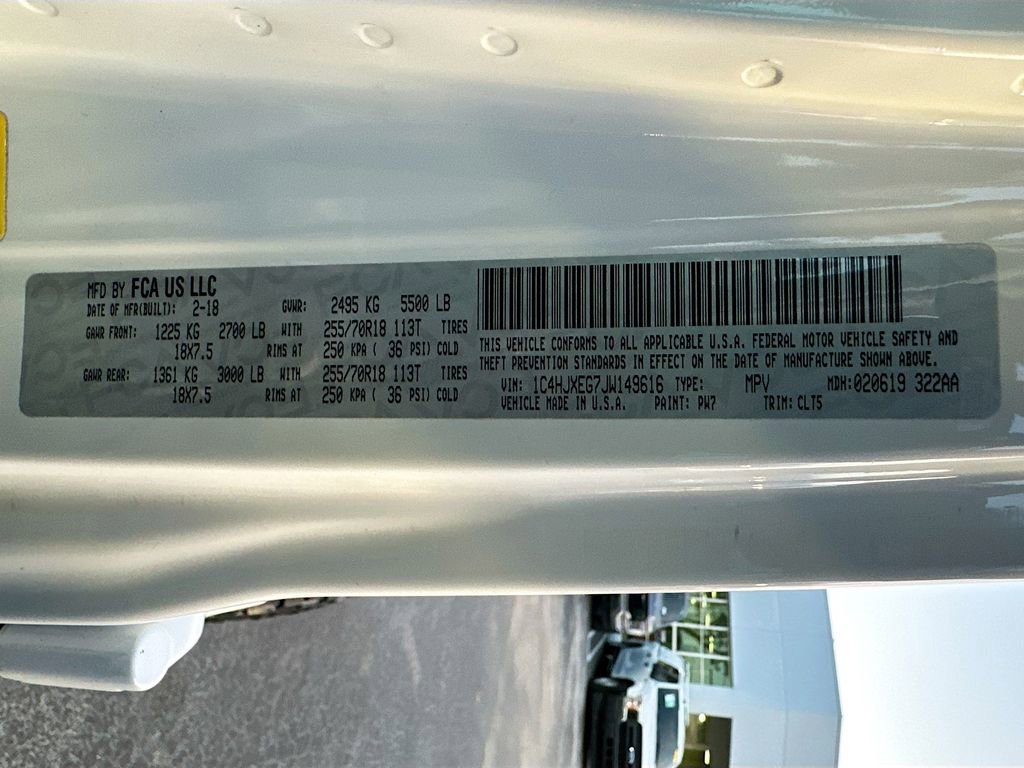 MFD BY FCA US LLC
DATE OF MFR(BUILT): 2-18 GVWR: 2495 KG 5500 LB
GAWR FRONT: 1225 KG 2700 LB WITH 255/70R18 113T TIRES
18X7.5 RIMS AT 250 KPA ( 36 PSI) COLD
GAWR REAR: 1361 KG 3000 LB WITH 255/70R18 113T TIRES
18X7.5 RIMS AT 250 KPA ( 36 PSI) COLD
THIS VEHICLE CONFORMS TO ALL APPLICABLE U.S.A. FEDERAL MOTOR VEHICLE SAFETY AND
THEFT PREVENTION STANDARDS IN EFFECT ON THE DATE OF MANUFACTURE SHOWN ABOVE.
VIN: 1C4HJXEG7JW149616 TYPE: MPV MDH: 020619 322AA
VEHICLE MADE IN U.S.A. PAINT: PW7 TRIM: CLT5